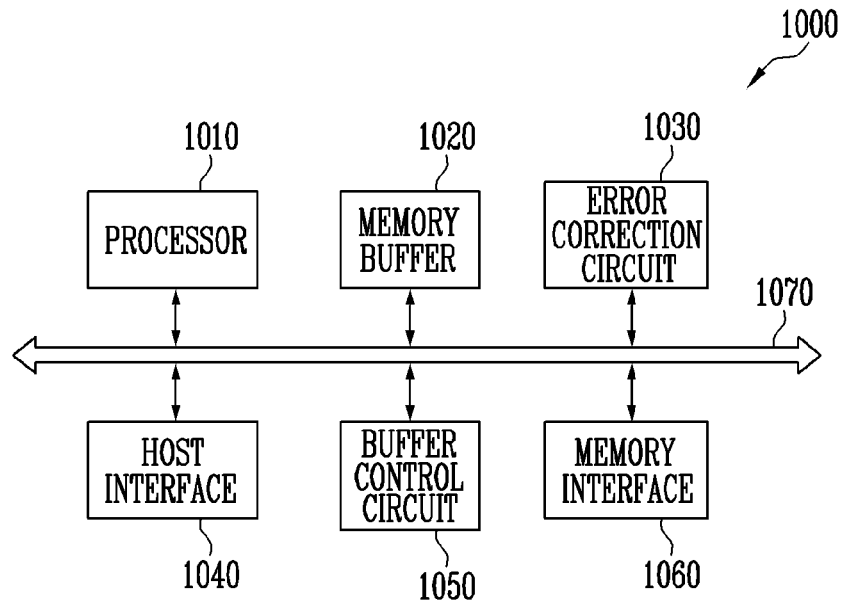 1000
1010
1020
1030
PROCESSOR
MEMORY
BUFFER
ERROR
CORRECTION
CIRCUIT
1070
HOST
INTERFACE
BUFFER
CONTROL
CIRCUIT
MEMORY
INTERFACE
1040
1050
1060